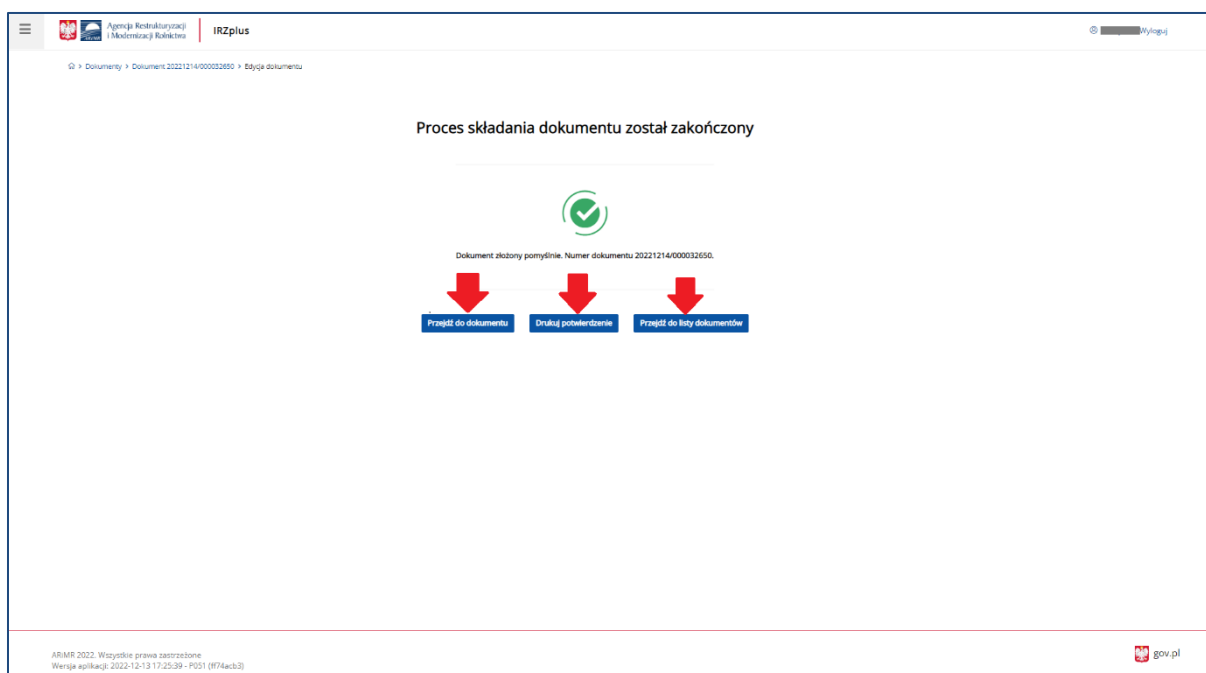 Agencja Restrukturyzacji
i Modernizacji Rolnictwa
IRZplus
Wyloguj
> Dokumenty > Dokument 20221214/000032650 > Edycja dokumentu
Proces składania dokumentu został zakończony
Dokument złożony pomyślnie. Numer dokumentu 20221214/000032650.
Przejdź do dokumentu
Drukuj potwierdzenie
Przejdź do listy dokumentów
ARiMR 2022. Wszystkie prawa zastrzeżone
Wersja aplikacji: 2022-12-13 17:25:39 - P051 (ff74acb3)
gov.pl